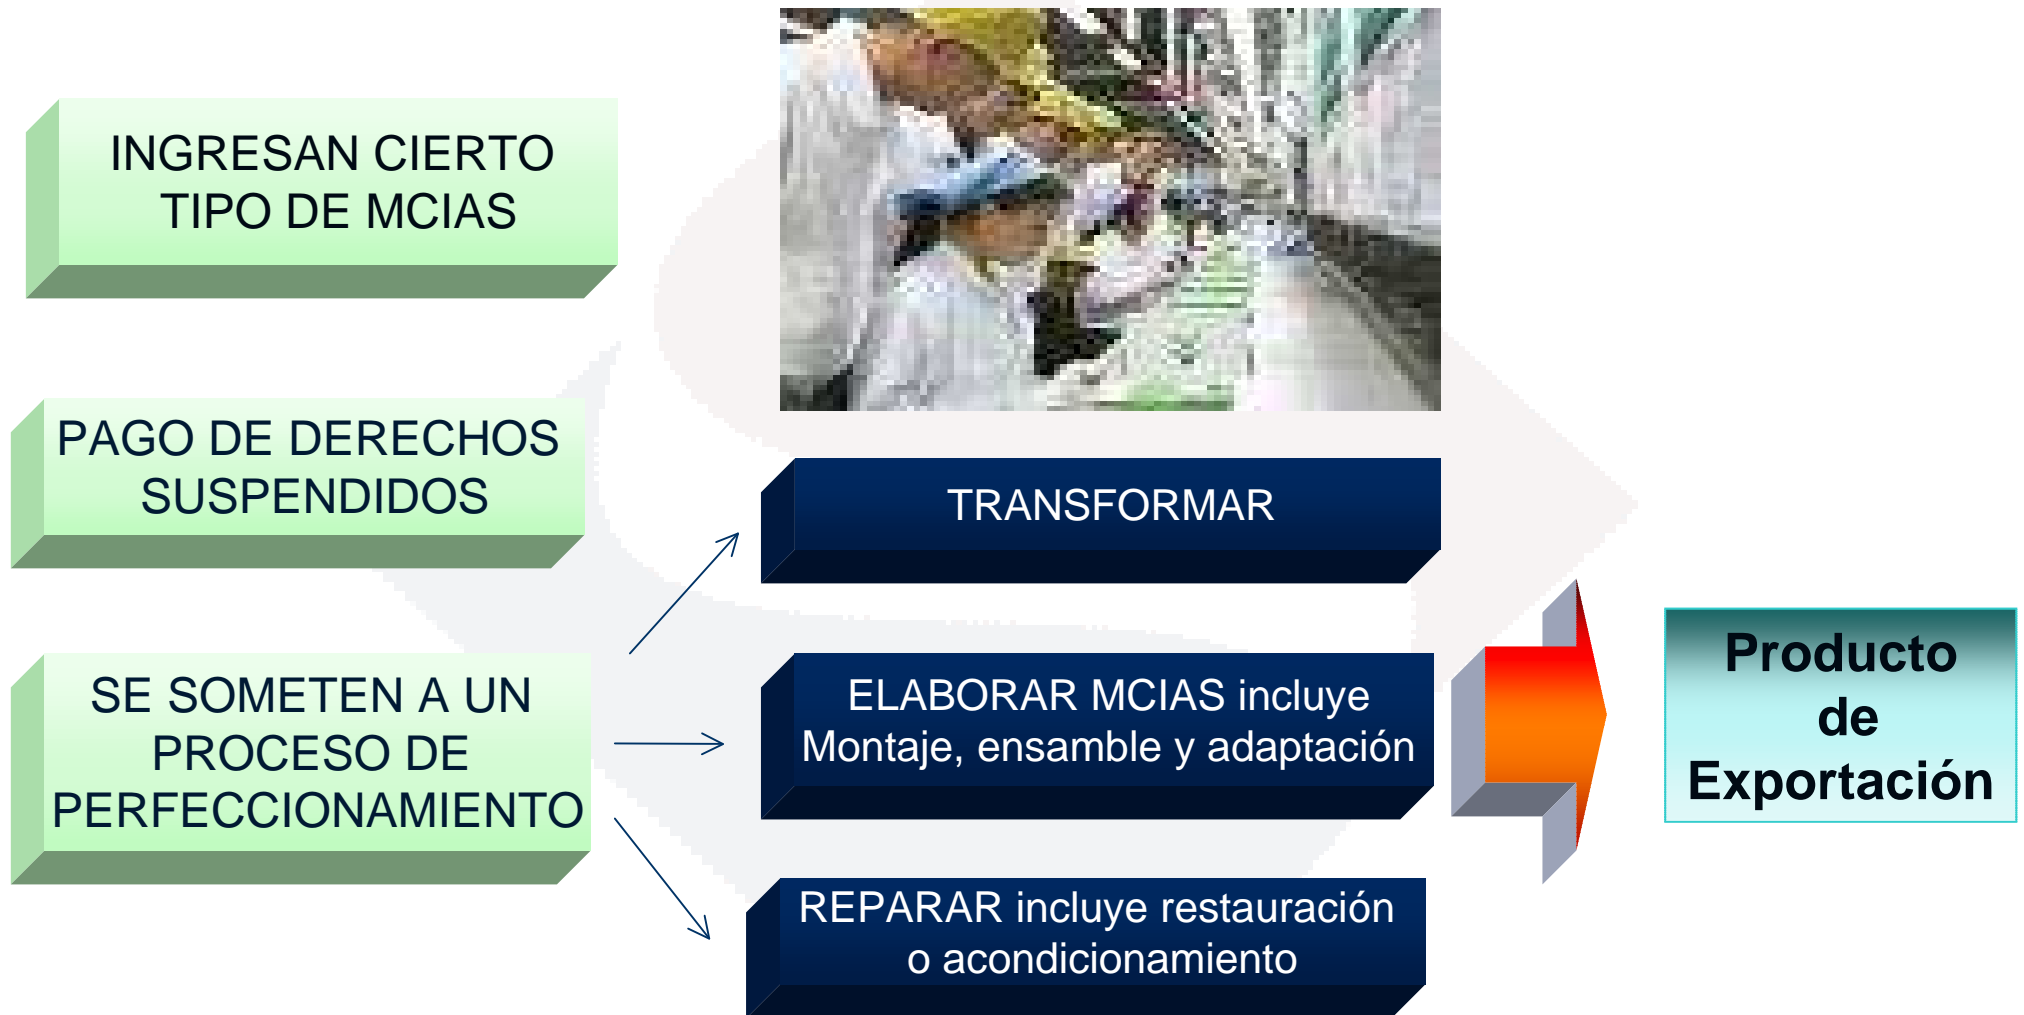 INGRESAN CIERTO
TIPO DE MCIAS
PAGO DE DERECHOS
SUSPENDIDOS
SE SOMETEN A UN
PROCESO DE
PERFECCIONAMIENTO
TRANSFORMAR
ELABORAR MCIAS incluye
Montaje, ensamble y adaptación
REPARAR incluye restauración
o acondicionamiento
Producto
de
Exportación